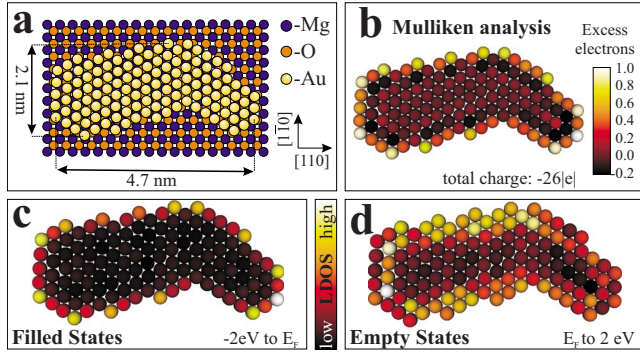 a
-Mg
-O
-Au
2.1 nm
4.7 nm
[11̄0]
[110]
b Mulliken analysis
Excess
electrons
1.0
0.8
0.6
0.4
0.2
0.0
-0.2
total charge: -26|e|
c
Filled States
-2eV to E_F
low LDOS high
d
Empty States
E_F to 2 eV